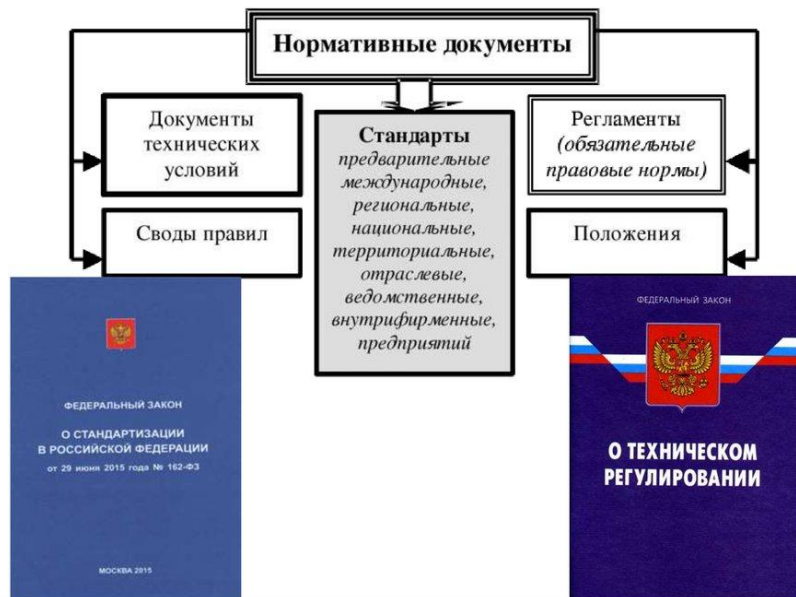 Нормативные документы
Документы
технических
условий
Своды правил
Стандарты
предварительные
международные,
региональные,
национальные,
территориальные,
отраслевые,
ведомственные,
внутрифирменные,
предприятий
Регламенты
(обязательные
правовые нормы)
Положения
ФЕДЕРАЛЬНЫЙ ЗАКОН
О СТАНДАРТИЗАЦИИ
В РОССИЙСКОЙ ФЕДЕРАЦИИ
от 29 июня 2015 года № 162-ФЗ
МОСКВА 2015
ФЕДЕРАЛЬНЫЙ ЗАКОН
О ТЕХНИЧЕСКОМ
РЕГУЛИРОВАНИИ